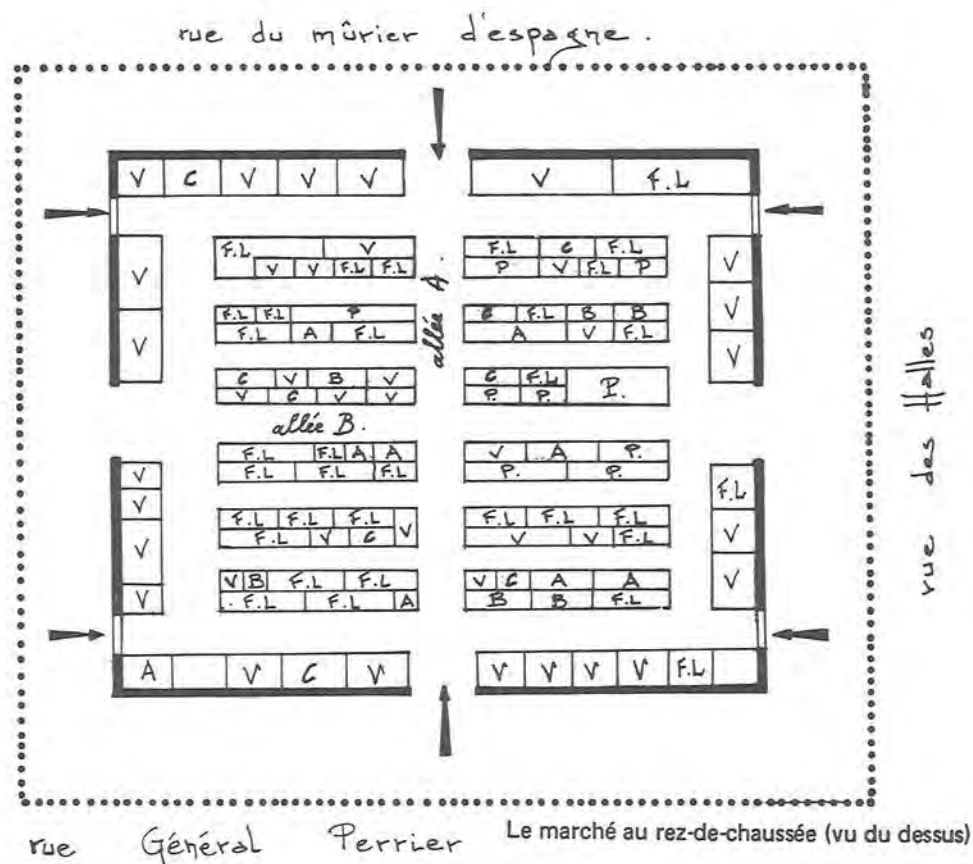 rue du mûrier d'espagne.
V C V V V V F.L
F.L V F.L C F.L
V V F.L F.L P V F.L P
V V
F.L F.L P C F.L B B
F.L A F.L A V F.L
V V
allée A.
C V B V C F.L P.
V C V V P. P.
V
allée B.
F.L F.L A A V A P.
F.L F.L F.L P. P.
V F.L
V
F.L F.L F.L V F.L F.L F.L
F.L V C V V F.L
V V
V B F.L F.L V C A A
F.L F.L A B B F.L
V V
A V C V V V V V F.L
rue des Halles
rue Général Perrier
Le marché au rez-de-chaussée (vu du dessus)